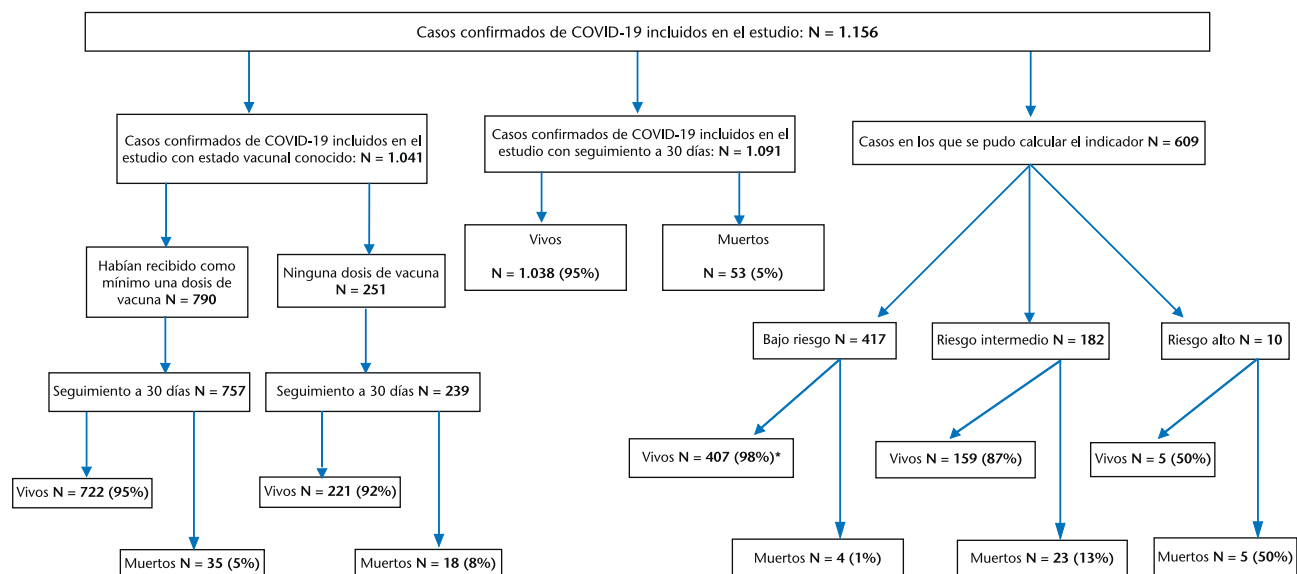 Casos confirmados de COVID-19 incluidos en el estudio: N = 1.156
Casos confirmados de COVID-19 incluidos en el
estudio con estado vacunal conocido: N = 1.041
Casos confirmados de COVID-19 incluidos en el
estudio con seguimiento a 30 días: N = 1.091
Casos en los que se pudo calcular el indicador N = 609
Habían recibido como
mínimo una dosis de
vacuna N = 790
Ninguna dosis de vacuna
N = 251
Vivos
N = 1.038 (95%)
Muertos
N = 53 (5%)
Bajo riesgo N = 417
Riesgo intermedio N = 182
Riesgo alto N = 10
Seguimiento a 30 días N = 757
Seguimiento a 30 días N = 239
Vivos N = 722 (95%)
Vivos N = 221 (92%)
Vivos N = 407 (98%)*
Vivos N = 159 (87%)
Vivos N = 5 (50%)
Muertos N = 35 (5%)
Muertos N = 18 (8%)
Muertos N = 4 (1%)
Muertos N = 23 (13%)
Muertos N = 5 (50%)